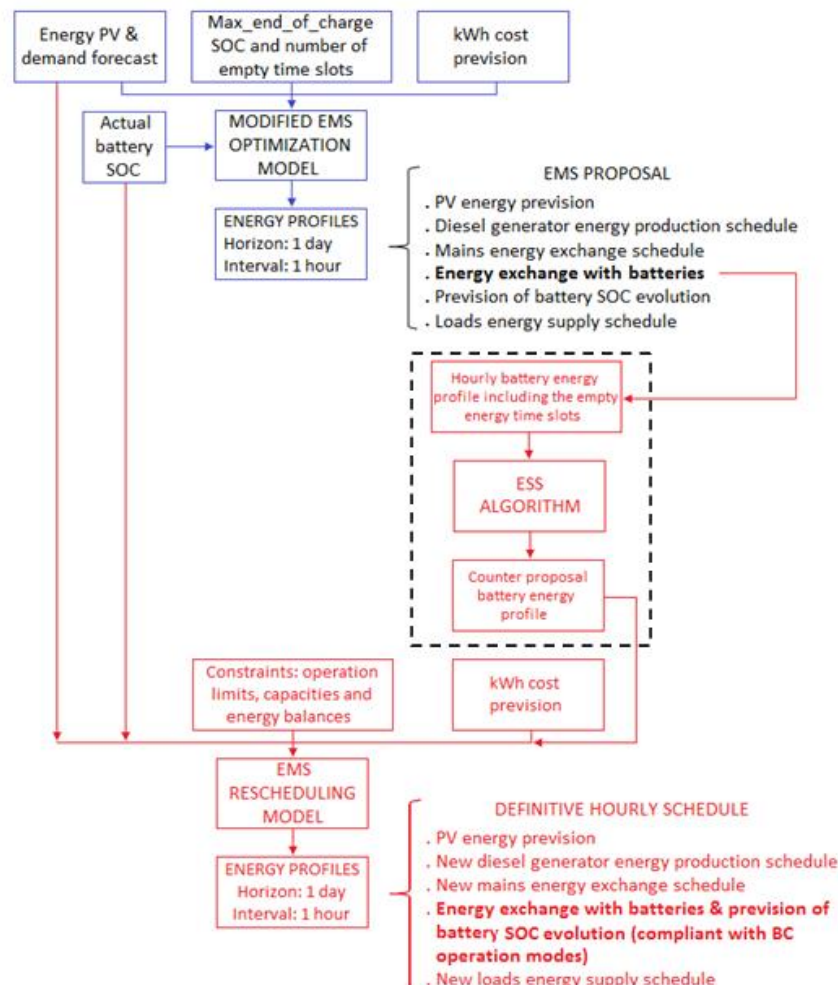 Energy PV &
demand forecast
Max_end_of_charge
SOC and number of
empty time slots
kWh cost
prevision
Actual
battery
SOC
MODIFIED EMS
OPTIMIZATION
MODEL
ENERGY PROFILES
Horizon: 1 day
Interval: 1 hour
EMS PROPOSAL
. PV energy prevision
. Diesel generator energy production schedule
. Mains energy exchange schedule
. Energy exchange with batteries
. Prevision of battery SOC evolution
. Loads energy supply schedule
Hourly battery energy
profile including the empty
energy time slots
ESS
ALGORITHM
Counter proposal
battery energy
profile
Constraints: operation
limits, capacities and
energy balances
kWh cost
prevision
EMS
RESCHEDULING
MODEL
ENERGY PROFILES
Horizon: 1 day
Interval: 1 hour
DEFINITIVE HOURLY SCHEDULE
. PV energy prevision
. New diesel generator energy production schedule
. New mains energy exchange schedule
. Energy exchange with batteries & prevision of
battery SOC evolution (compliant with BC
operation modes)
. New loads energy supply schedule